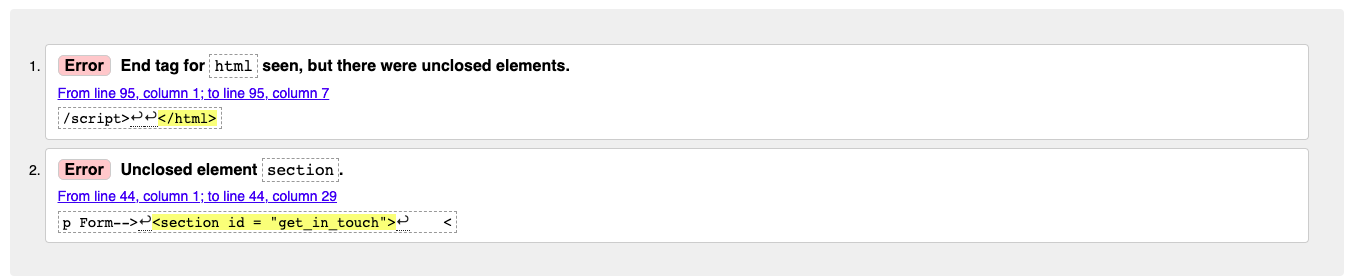 1. Error End tag for html seen, but there were unclosed elements.
From line 95, column 1; to line 95, column 7
/script>↩↩</html>
2. Error Unclosed element section.
From line 44, column 1; to line 44, column 29
p Form-->↩<section id = "get_in_touch">↩    <